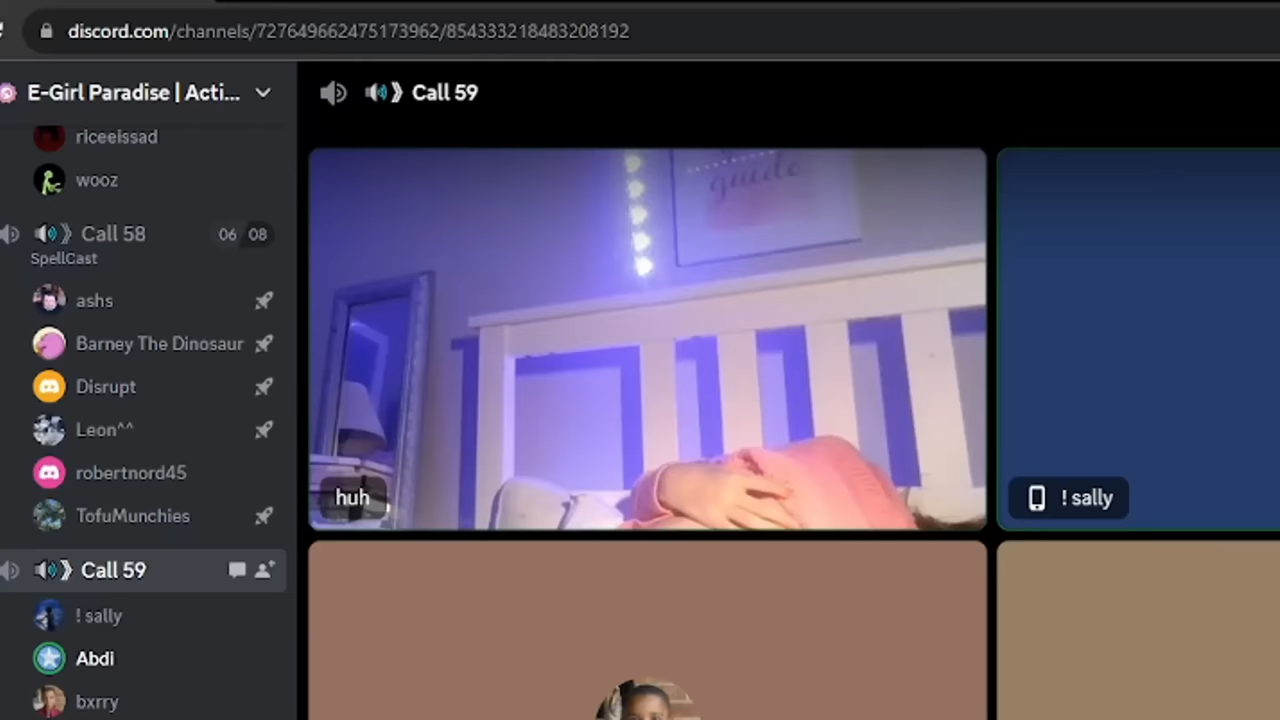 discord.com/channels/727649662475173962/854333218483208192
E-Girl Paradise | Acti...
riceeissad
wooz
Call 58
06 08
SpellCast
ashs
Barney The Dinosaur
Disrupt
Leon^^
robertnord45
TofuMunchies
Call 59
! sally
Abdi
bxrry
Call 59
guide
huh
! sally